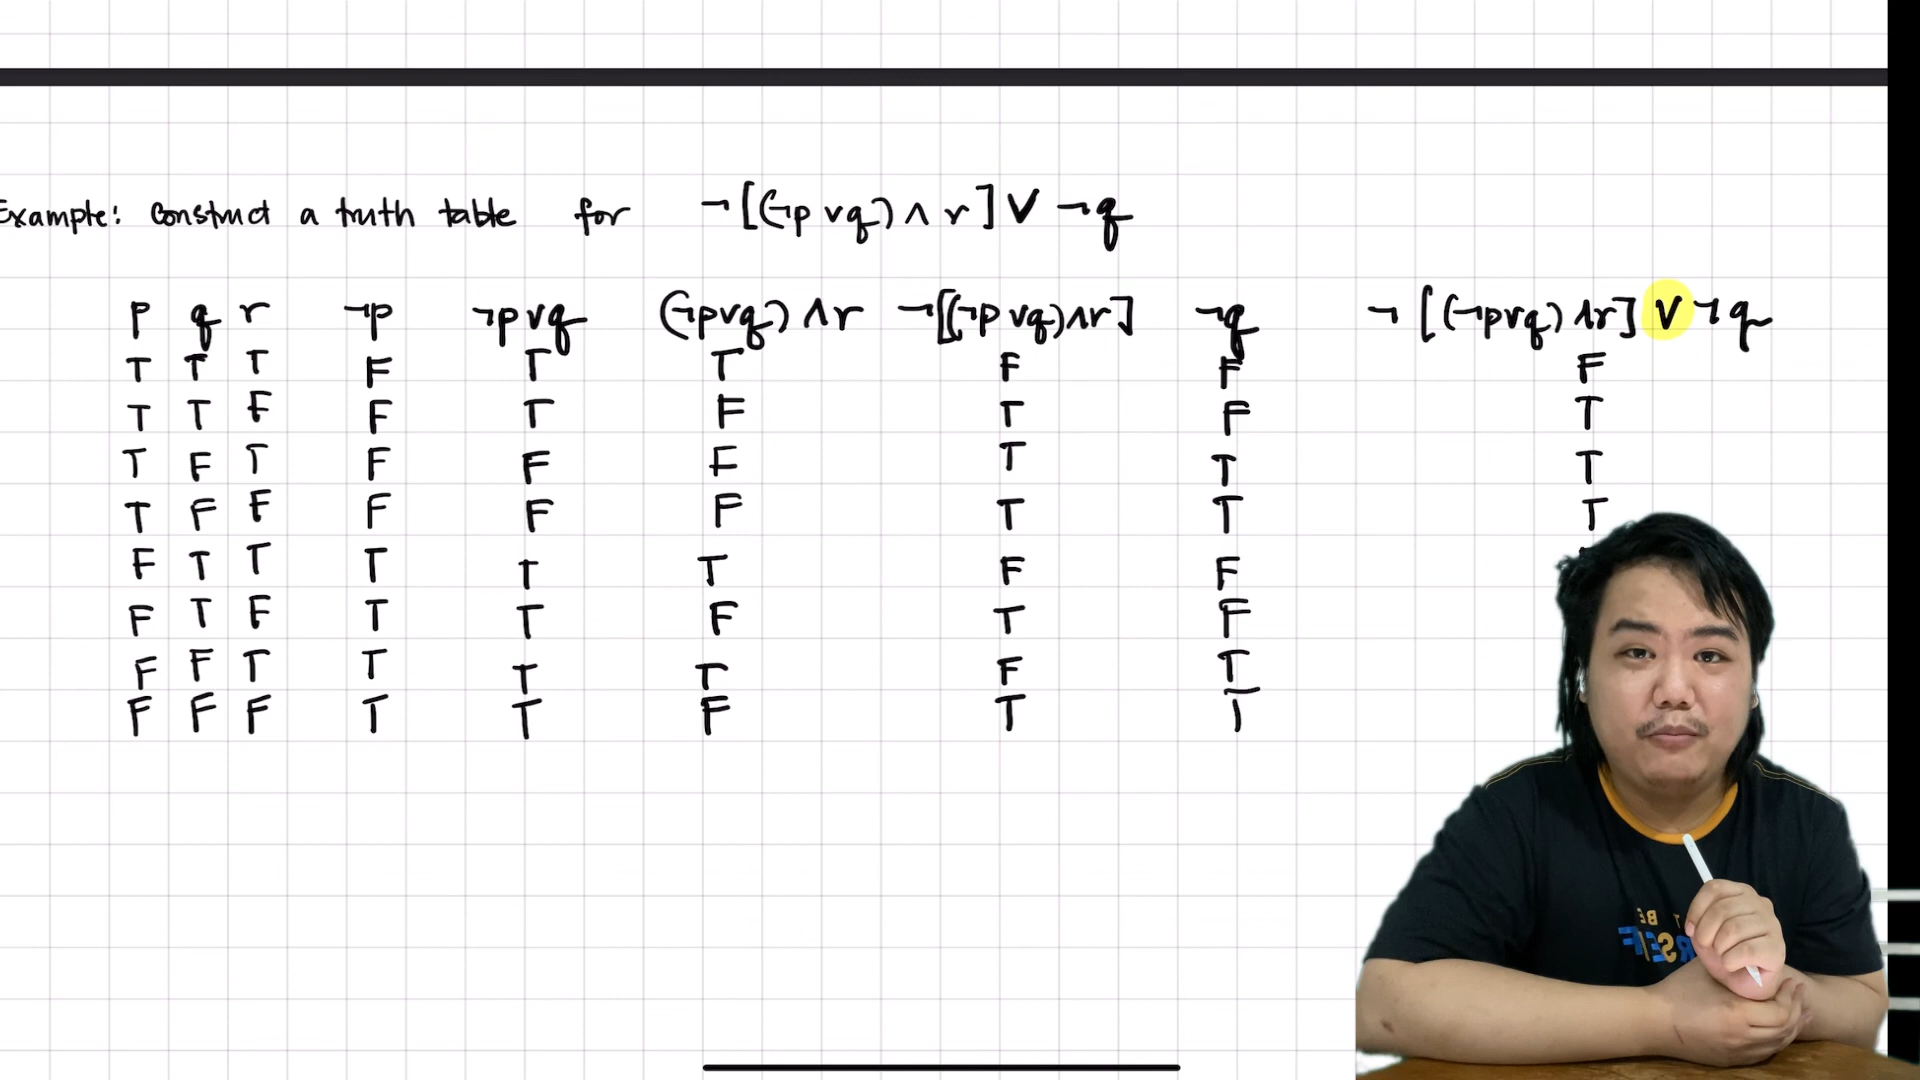 Example: construct a truth table for ¬[(¬p∨q)∧r]∨¬q
p q r ¬p ¬p∨q (¬p∨q)∧r ¬[(¬p∨q)∧r] ¬q ¬[(¬p∨q)∧r]∨¬q
T T T F T T F F F
T T F F T F T F T
T F T F F F T T T
T F F F F F T T T
F T T T T T F F
F T F T T F T F
F F T T T T F T
F F F T T F T T